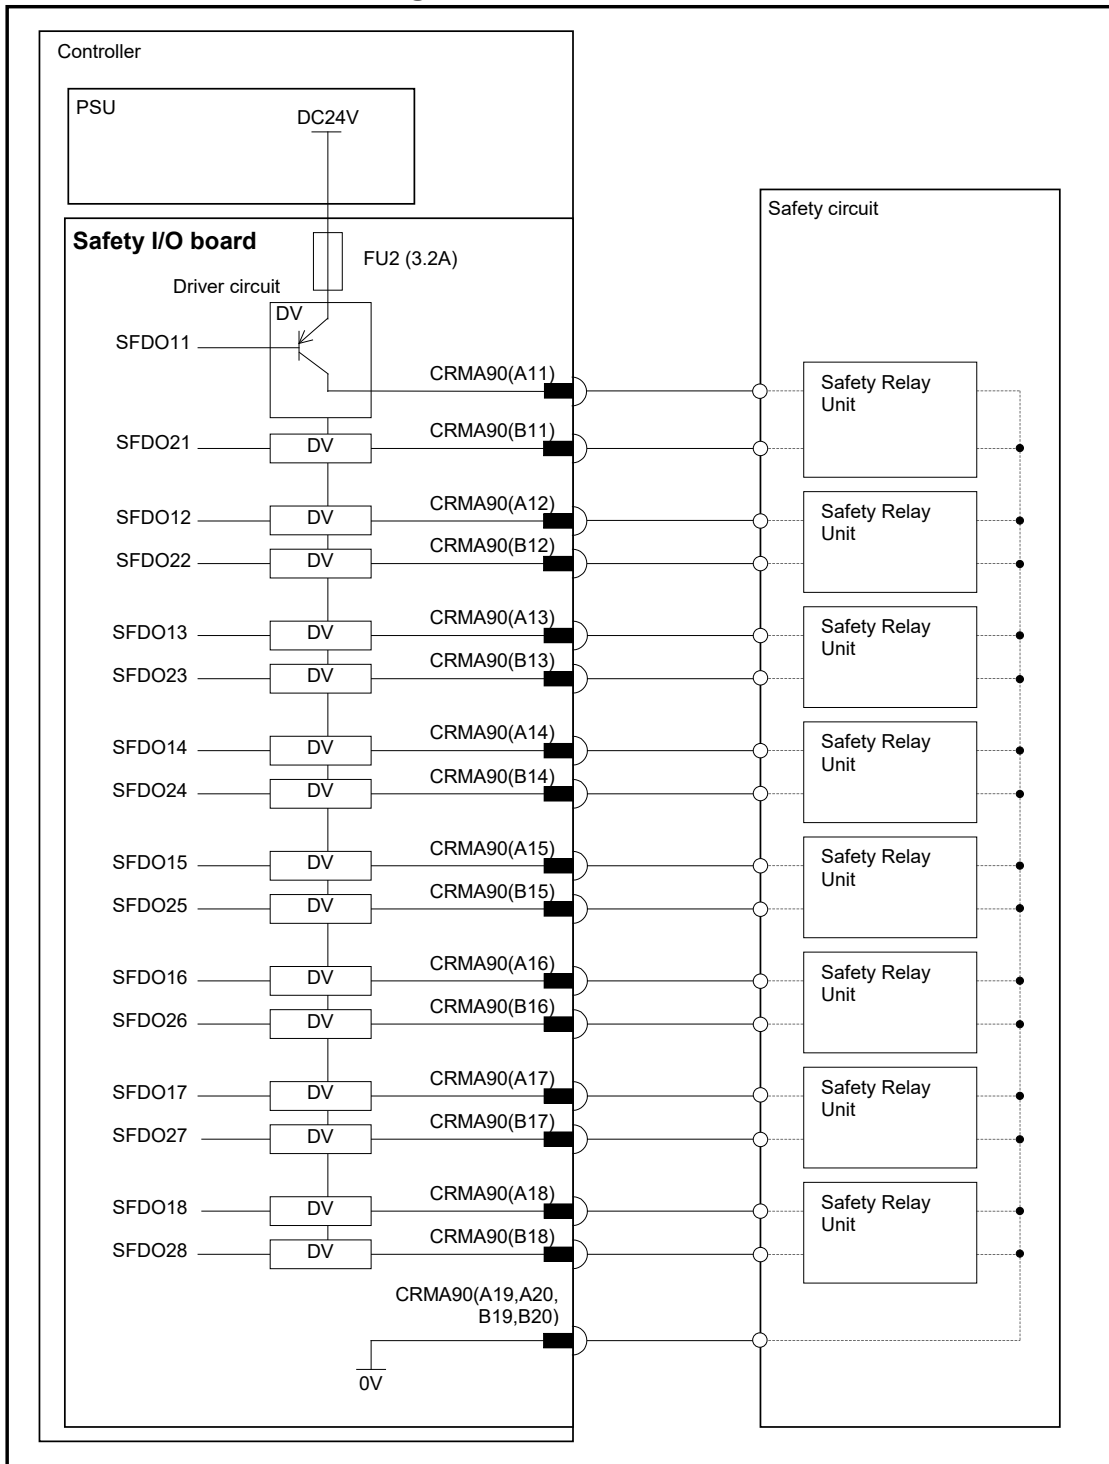 Controller
PSU
DC24V
Safety circuit
Safety I/O board
FU2 (3.2A)
Driver circuit
DV
SFDO11
CRMA90(A11)
Safety Relay
Unit
SFDO21
DV
CRMA90(B11)
SFDO12
DV
CRMA90(A12)
Safety Relay
Unit
SFDO22
DV
CRMA90(B12)
SFDO13
DV
CRMA90(A13)
Safety Relay
Unit
SFDO23
DV
CRMA90(B13)
SFDO14
DV
CRMA90(A14)
Safety Relay
Unit
SFDO24
DV
CRMA90(B14)
SFDO15
DV
CRMA90(A15)
Safety Relay
Unit
SFDO25
DV
CRMA90(B15)
SFDO16
DV
CRMA90(A16)
Safety Relay
Unit
SFDO26
DV
CRMA90(B16)
SFDO17
DV
CRMA90(A17)
Safety Relay
Unit
SFDO27
DV
CRMA90(B17)
SFDO18
DV
CRMA90(A18)
Safety Relay
Unit
SFDO28
DV
CRMA90(B18)
CRMA90(A19,A20,
B19,B20)
0V